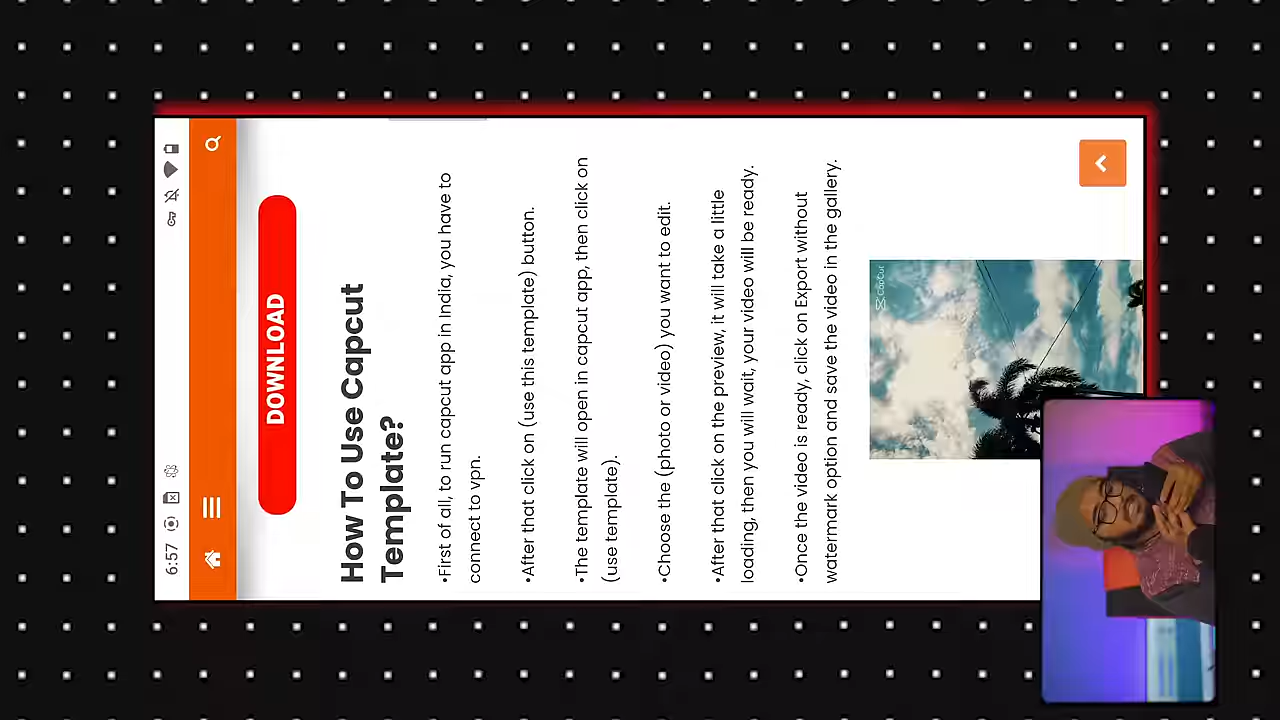 6:57
DOWNLOAD
How To Use Capcut
Template?
•First of all, to run capcut app in India, you have to
connect to vpn.
•After that click on (use this template) button.
•The template will open in capcut app, then click on
(use template).
•Choose the (photo or video) you want to edit.
•After that click on the preview, it will take a little
loading, then you will wait, your video will be ready.
•Once the video is ready, click on Export without
watermark option and save the video in the gallery.
CapCut